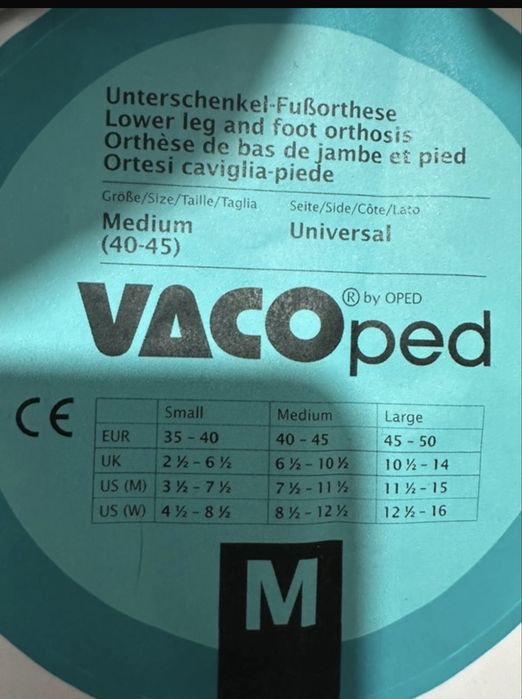 Unterschenkel-Fußorthese
Lower leg and foot orthosis
Orthèse de bas de jambe et pied
Ortesi caviglia-piede
Größe/Size/Taille/Taglia Seite/Side/Côte/Lato
Medium Universal
(40-45)
VACOped ® by OPED
CE
Small Medium Large
EUR 35 – 40 40 – 45 45 – 50
UK 2 ½ – 6 ½ 6 ½ – 10 ½ 10 ½ – 14
US (M) 3 ½ – 7 ½ 7 ½ – 11 ½ 11 ½ – 15
US (W) 4 ½ – 8 ½ 8 ½ – 12 ½ 12 ½ – 16
M